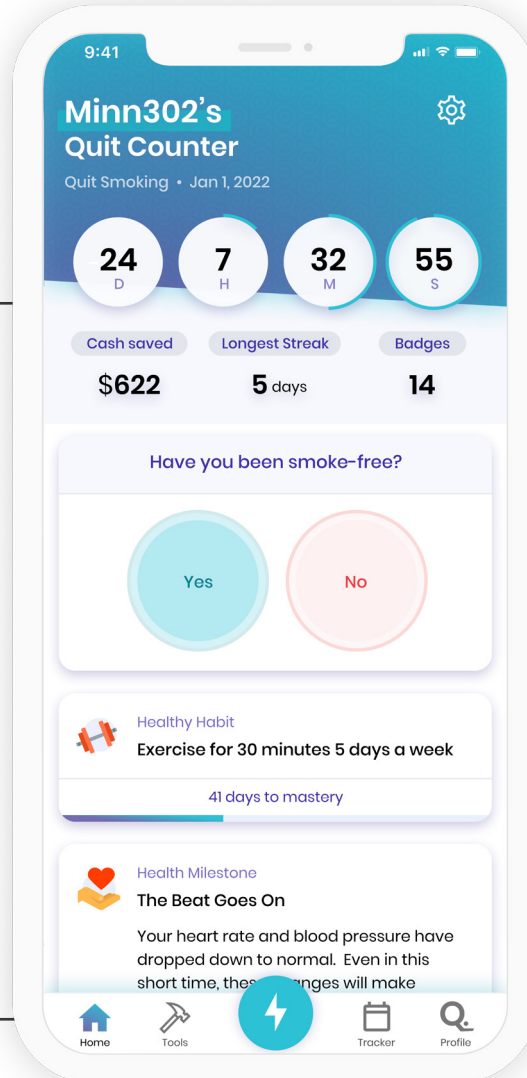 9:41
Minn302's
Quit Counter
Quit Smoking • Jan 1, 2022
24 7 32 55
D H M S
Cash saved Longest Streak Badges
$622 5 days 14
Have you been smoke-free?
Yes No
Healthy Habit
Exercise for 30 minutes 5 days a week
41 days to mastery
Health Milestone
The Beat Goes On
Your heart rate and blood pressure have
dropped down to normal. Even in this
short time, will make
Home Tools Tracker Profile